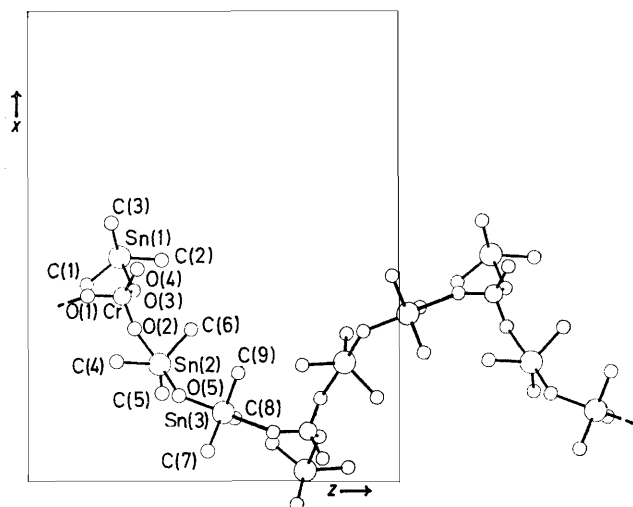 x
C(3)
Sn(1)
C(2)
C(1)
O(4)
O(3)
Cr
O(1)
O(2)
C(6)
C(4)
Sn(2)
C(9)
O(5)
C(5)
C(8)
Sn(3)
C(7)
z